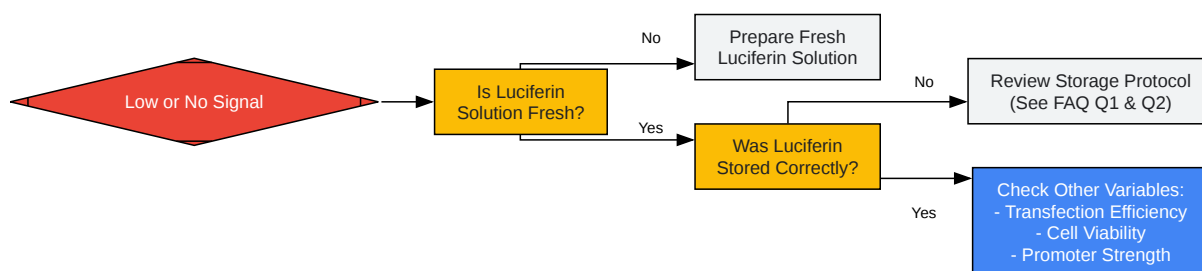 Low or No Signal
Is Luciferin
Solution Fresh?
No
Prepare Fresh
Luciferin Solution
Yes
Was Luciferin
Stored Correctly?
No
Review Storage Protocol
(See FAQ Q1 & Q2)
Yes
Check Other Variables:
- Transfection Efficiency
- Cell Viability
- Promoter Strength